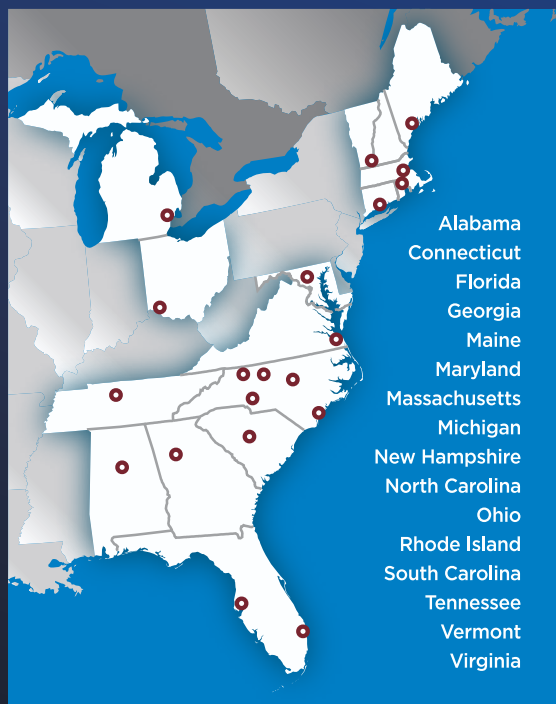 Alabama
Connecticut
Florida
Georgia
Maine
Maryland
Massachusetts
Michigan
New Hampshire
North Carolina
Ohio
Rhode Island
South Carolina
Tennessee
Vermont
Virginia